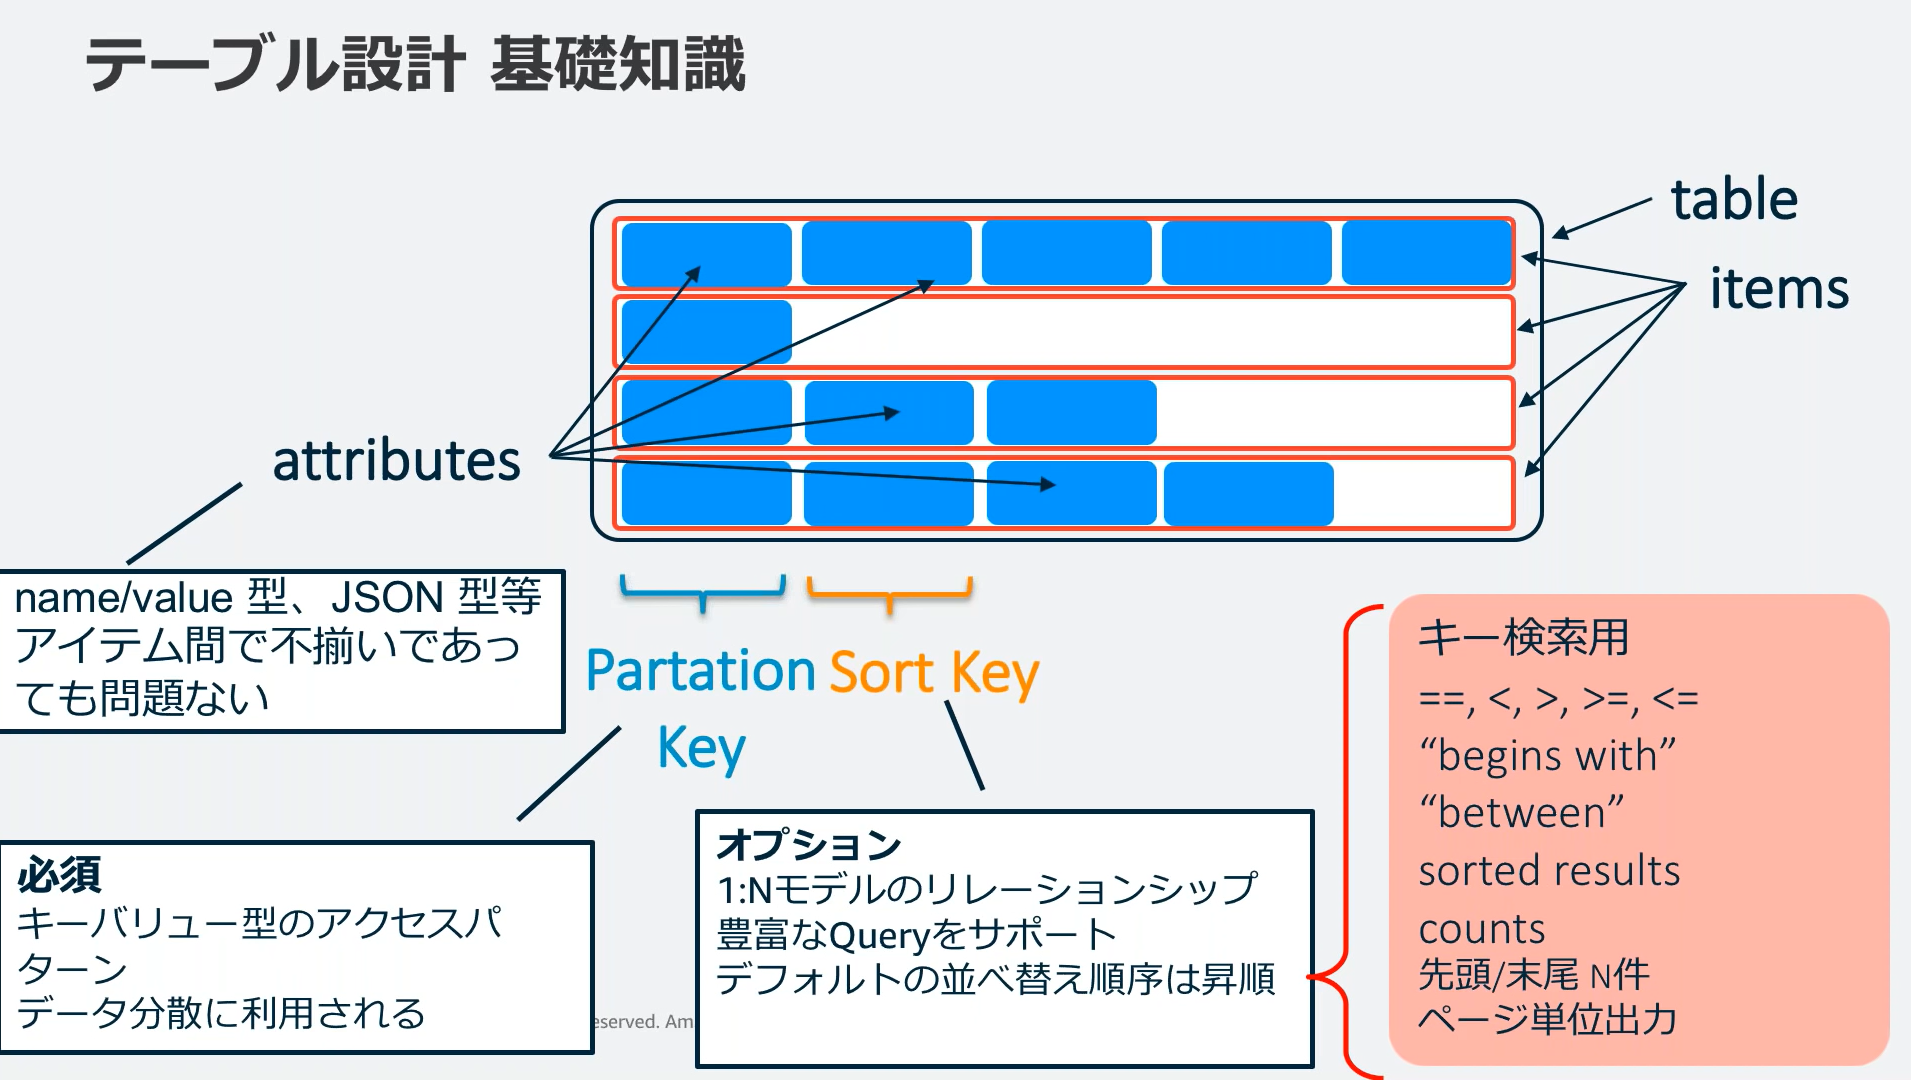 テーブル設計 基礎知識
table
items
attributes
name/value 型、JSON 型等
アイテム間で不揃いであっ
ても問題ない
Partation
Key
Sort Key
必須
キーバリュー型のアクセスパ
ターン
データ分散に利用される
オプション
1:Nモデルのリレーションシップ
豊富なQueryをサポート
デフォルトの並べ替え順序は昇順
キー検索用
==, <, >, >=, <=
“begins with”
“between”
sorted results
counts
先頭/末尾 N件
ページ単位出力
eserved. Am